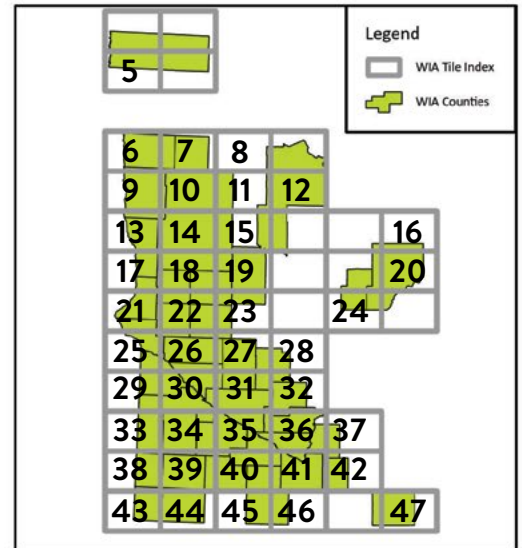 Legend
WIA Tile Index
WIA Counties
5
6 7 8
9 10 11 12
13 14 15 16
17 18 19 20
21 22 23 24
25 26 27 28
29 30 31 32
33 34 35 36 37
38 39 40 41 42
43 44 45 46 47